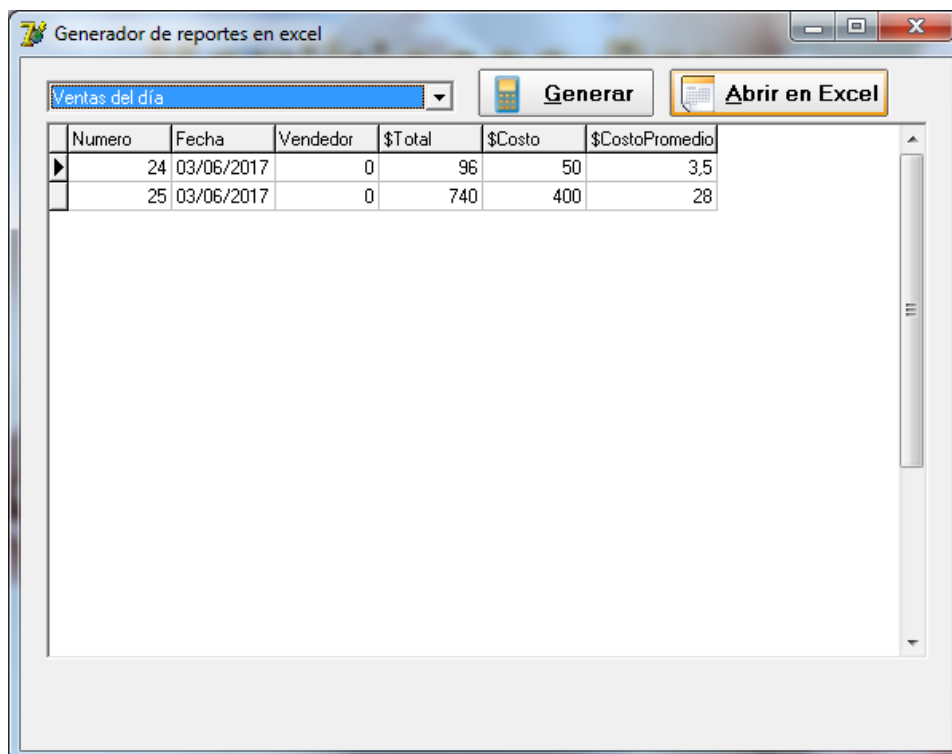 Generador de reportes en excel
Ventas del día Generar Abrir en Excel
Numero Fecha Vendedor $Total $Costo $CostoPromedio
24 03/06/2017 0 96 50 3,5
25 03/06/2017 0 740 400 28